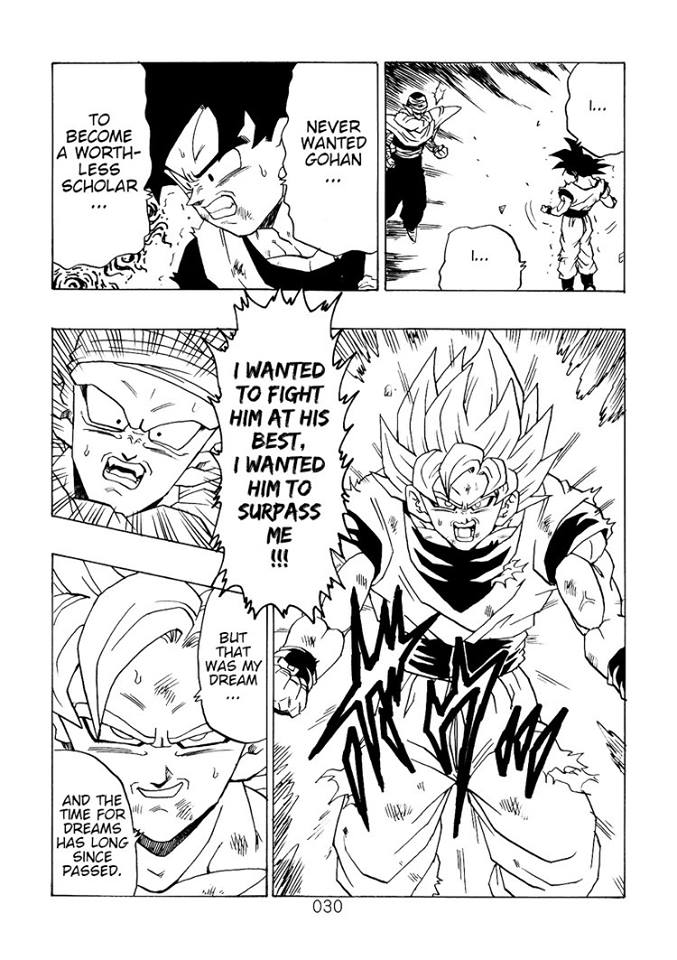 I...
I...
NEVER
WANTED
GOHAN
...
TO
BECOME
A WORTH-
LESS
SCHOLAR
...
I WANTED
TO FIGHT
HIM AT HIS
BEST,
I WANTED
HIM TO
SURPASS
ME
!!!
BUT
THAT
WAS MY
DREAM
...
AND THE
TIME FOR
DREAMS
HAS LONG
SINCE
PASSED.
030